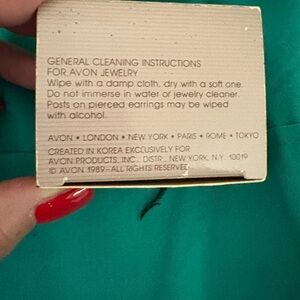 GENERAL CLEANING INSTRUCTIONS
FOR AVON JEWELRY
Wipe with a damp cloth, dry with a soft one.
Do not immerse in water or jewelry cleaner.
Posts on pierced earrings may be wiped
with alcohol.
AVON • LONDON • NEW YORK • PARIS • ROME • TOKYO
CREATED IN KOREA EXCLUSIVELY FOR
AVON PRODUCTS, INC., DISTR., NEW YORK, N.Y. 10019
© AVON 1989 - ALL RIGHTS RESERVED